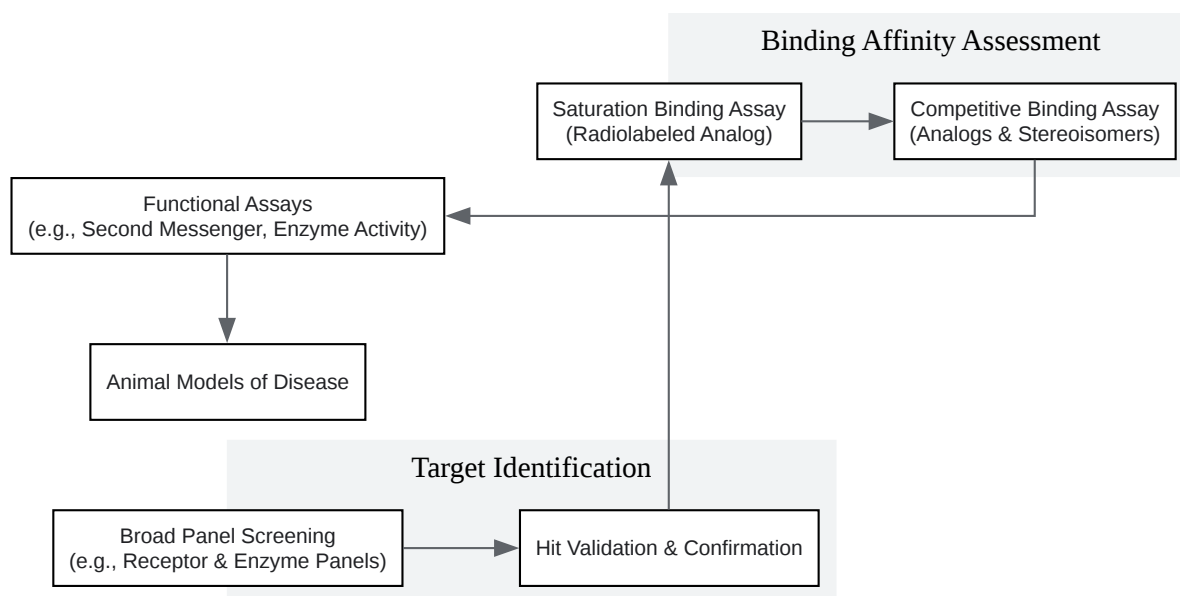 Binding Affinity Assessment
Saturation Binding Assay
(Radiolabeled Analog)
Competitive Binding Assay
(Analogs & Stereoisomers)
Functional Assays
(e.g., Second Messenger, Enzyme Activity)
Animal Models of Disease
Target Identification
Broad Panel Screening
(e.g., Receptor & Enzyme Panels)
Hit Validation & Confirmation